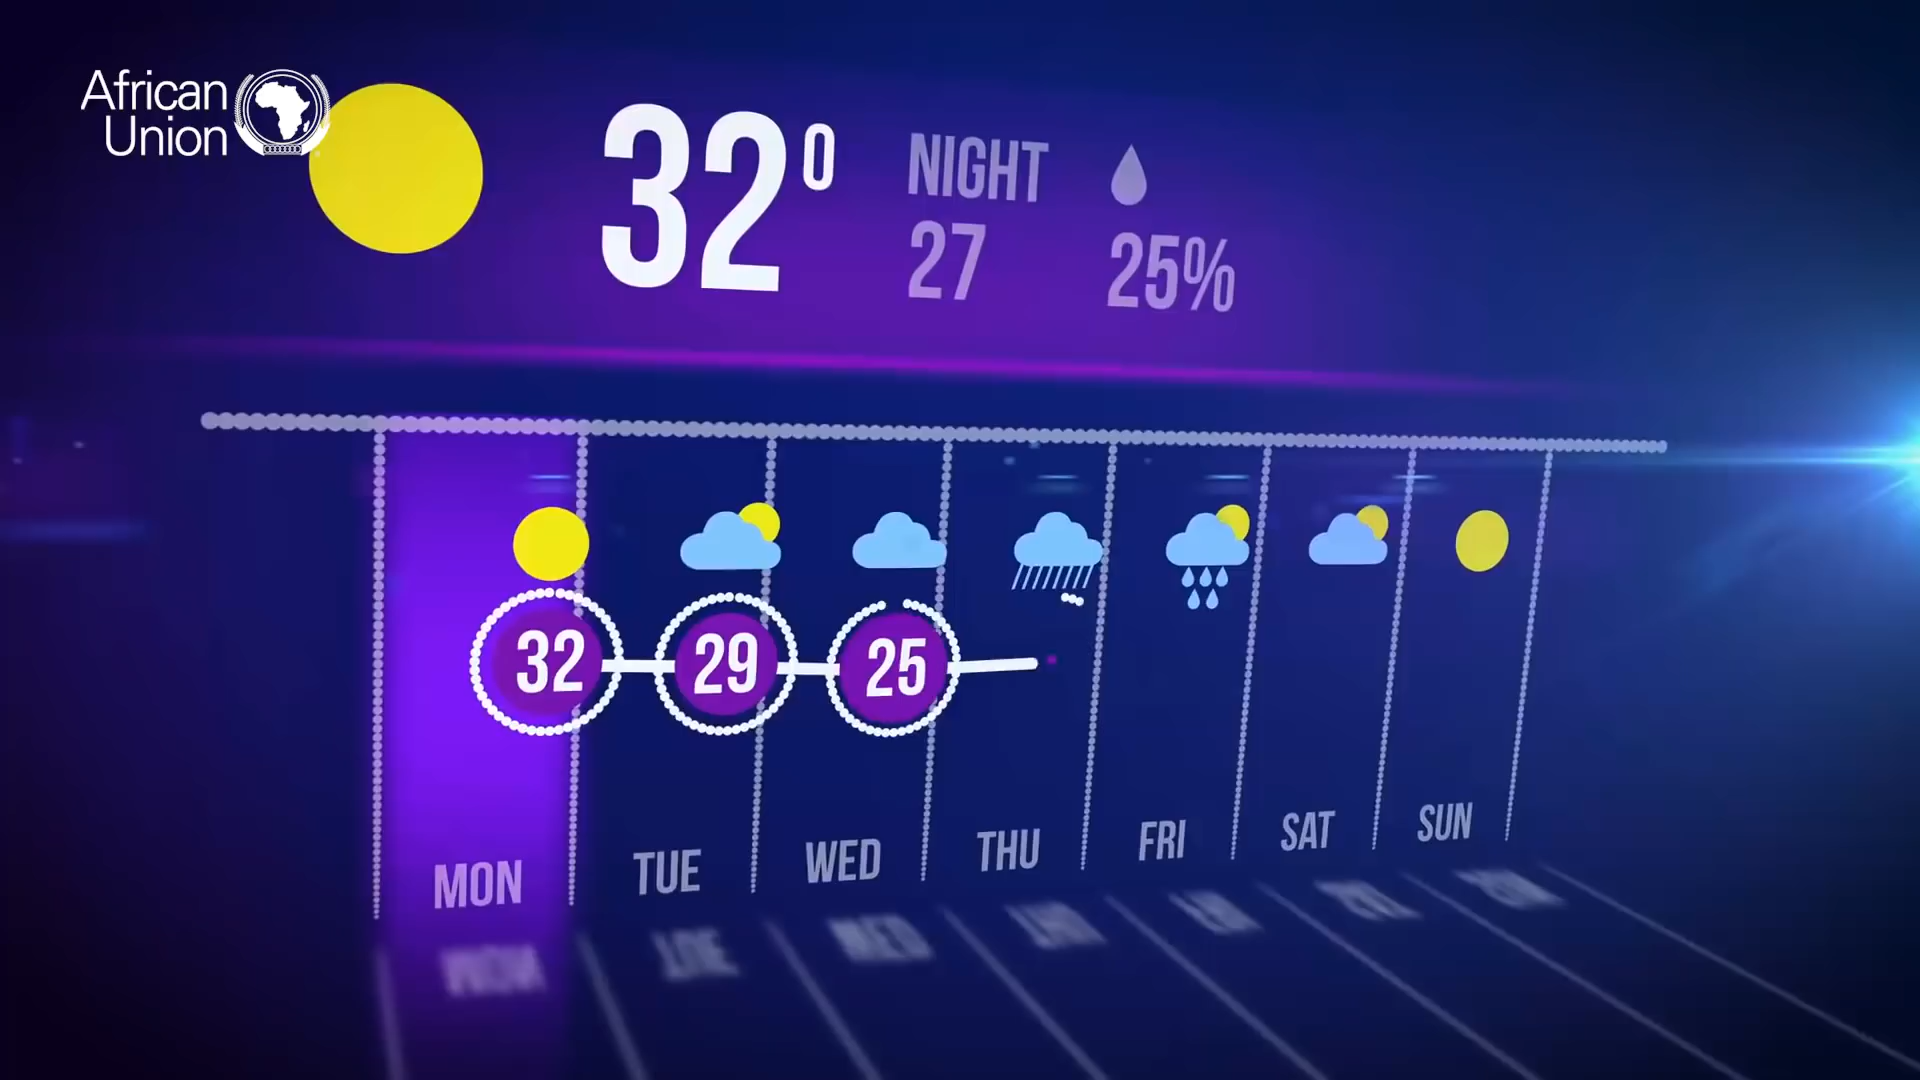 African
Union
32°
NIGHT
27
25%
32
29
25
MON
TUE
WED
THU
FRI
SAT
SUN